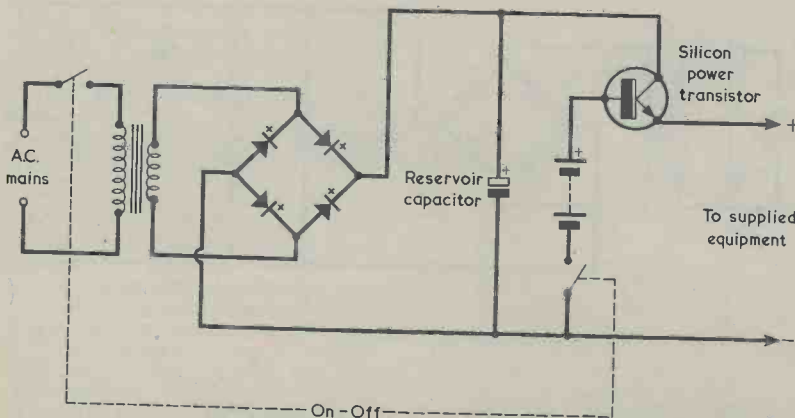 Silicon
power
transistor
+
A.C.
mains
x x
x x
Reservoir
capacitor
+
+
To supplied
equipment
-
On-Off